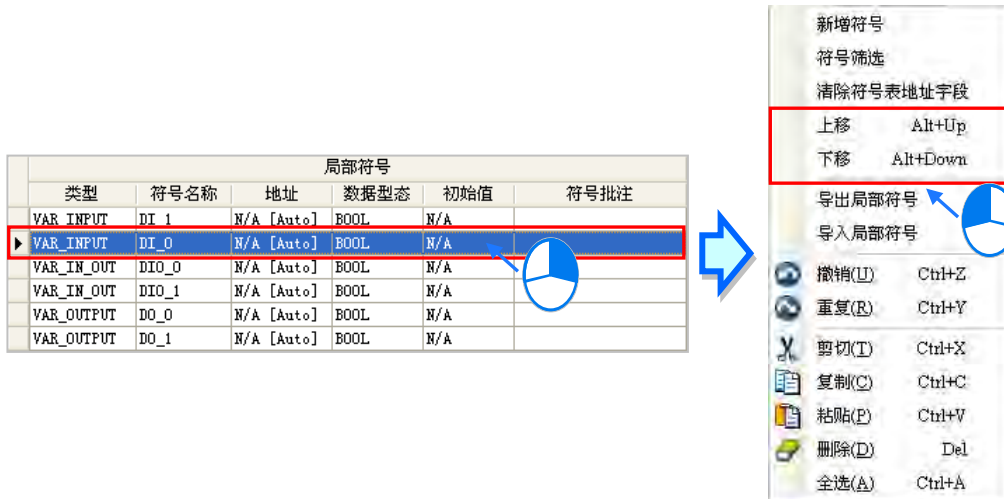 局部符号
类型 符号名称 地址 数据型态 初始值 符号批注
VAR_INPUT DI_1 N/A [Auto] BOOL N/A
VAR_INPUT DI_0 N/A [Auto] BOOL N/A
VAR_IN_OUT DIO_0 N/A [Auto] BOOL N/A
VAR_IN_OUT DIO_1 N/A [Auto] BOOL N/A
VAR_OUTPUT DO_0 N/A [Auto] BOOL N/A
VAR_OUTPUT DO_1 N/A [Auto] BOOL N/A
新增符号
符号筛选
清除符号表地址字段
上移 Alt+Up
下移 Alt+Down
导出局部符号
导入局部符号
撤销(U) Ctrl+Z
重复(R) Ctrl+Y
剪切(T) Ctrl+X
复制(C) Ctrl+C
粘贴(P) Ctrl+V
删除(D) Del
全选(A) Ctrl+A